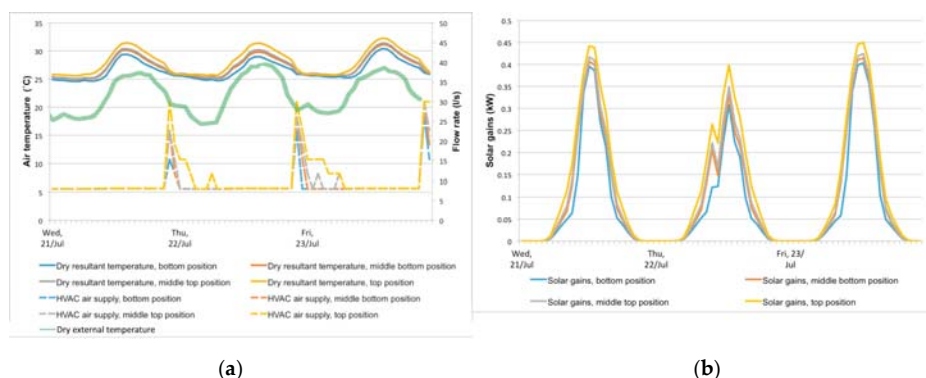 35
30
25
20
15
10
5
0
Air temperature (°C)
50
45
40
35
30
25
20
15
10
5
0
Flow rate (l/s)
Wed, 21/Jul
Thu, 22/Jul
Fri, 23/Jul
Dry resultant temperature, bottom position
Dry resultant temperature, middle bottom position
Dry resultant temperature, middle top position
Dry resultant temperature, top position
HVAC air supply, bottom position
HVAC air supply, middle bottom position
HVAC air supply, middle top position
HVAC air supply, top position
Dry external temperature
(a)
0.5
0.45
0.4
0.35
0.3
0.25
0.2
0.15
0.1
0.05
0
Solar gains (kW)
Wed, 21/Jul
Thu, 22/Jul
Fri, 23/
Jul
Solar gains, bottom position
Solar gains, middle bottom position
Solar gains, middle top position
Solar gains, top position
(b)